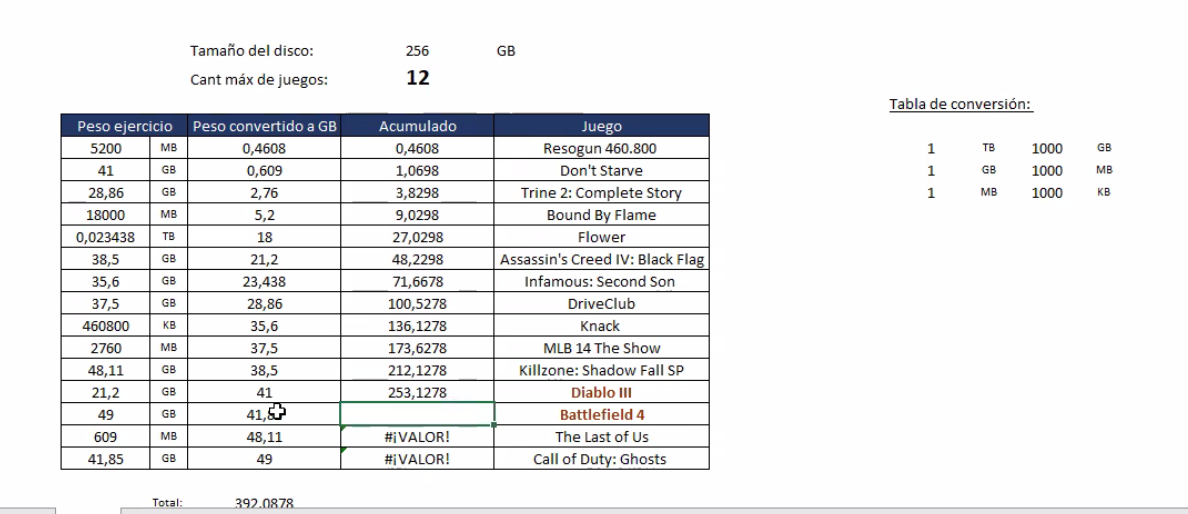 Tamaño del disco: 256 GB
Cant máx de juegos: 12
Tabla de conversión:
Peso ejercicio Peso convertido a GB Acumulado Juego
5200 MB 0,4608 0,4608 Resogun 460.800 1 TB 1000 GB
41 GB 0,609 1,0698 Don't Starve 1 GB 1000 MB
28,86 GB 2,76 3,8298 Trine 2: Complete Story 1 MB 1000 KB
18000 MB 5,2 9,0298 Bound By Flame
0,023438 TB 18 27,0298 Flower
38,5 GB 21,2 48,2298 Assassin's Creed IV: Black Flag
35,6 GB 23,438 71,6678 Infamous: Second Son
37,5 GB 28,86 100,5278 DriveClub
460800 KB 35,6 136,1278 Knack
2760 MB 37,5 173,6278 MLB 14 The Show
48,11 GB 38,5 212,1278 Killzone: Shadow Fall SP
21,2 GB 41 253,1278 Diablo III
49 GB Battlefield 4
609 MB 48,11 #¡VALOR! The Last of Us
41,85 GB 49 #¡VALOR! Call of Duty: Ghosts
Total: 392,0878